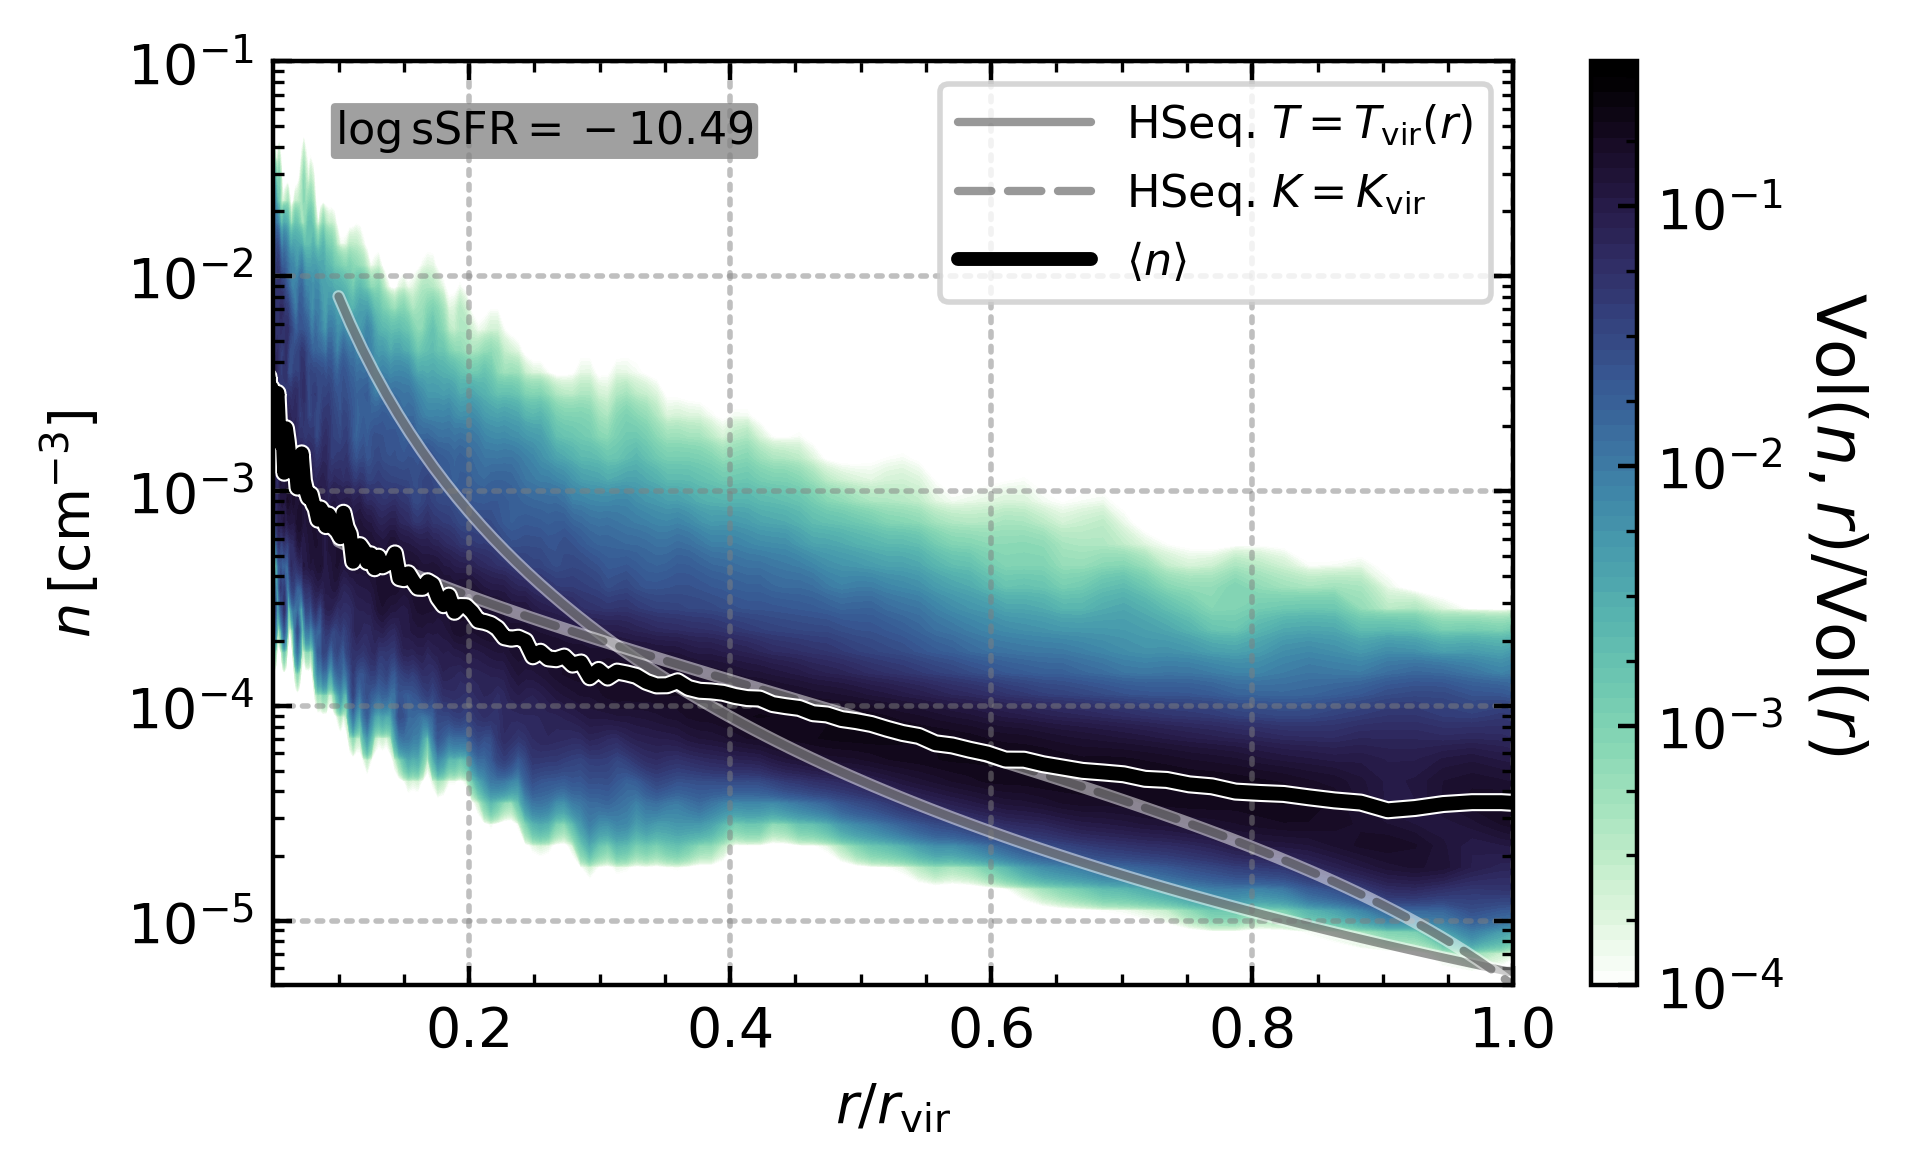 log sSFR = −10.49
HSeq. T = T_vir(r)
HSeq. K = K_vir
⟨n⟩
n [cm⁻³]
10⁻¹
10⁻²
10⁻³
10⁻⁴
10⁻⁵
0.2 0.4 0.6 0.8 1.0
r/r_vir
10⁻¹
10⁻²
10⁻³
10⁻⁴
Vol(n, r)/Vol(r)